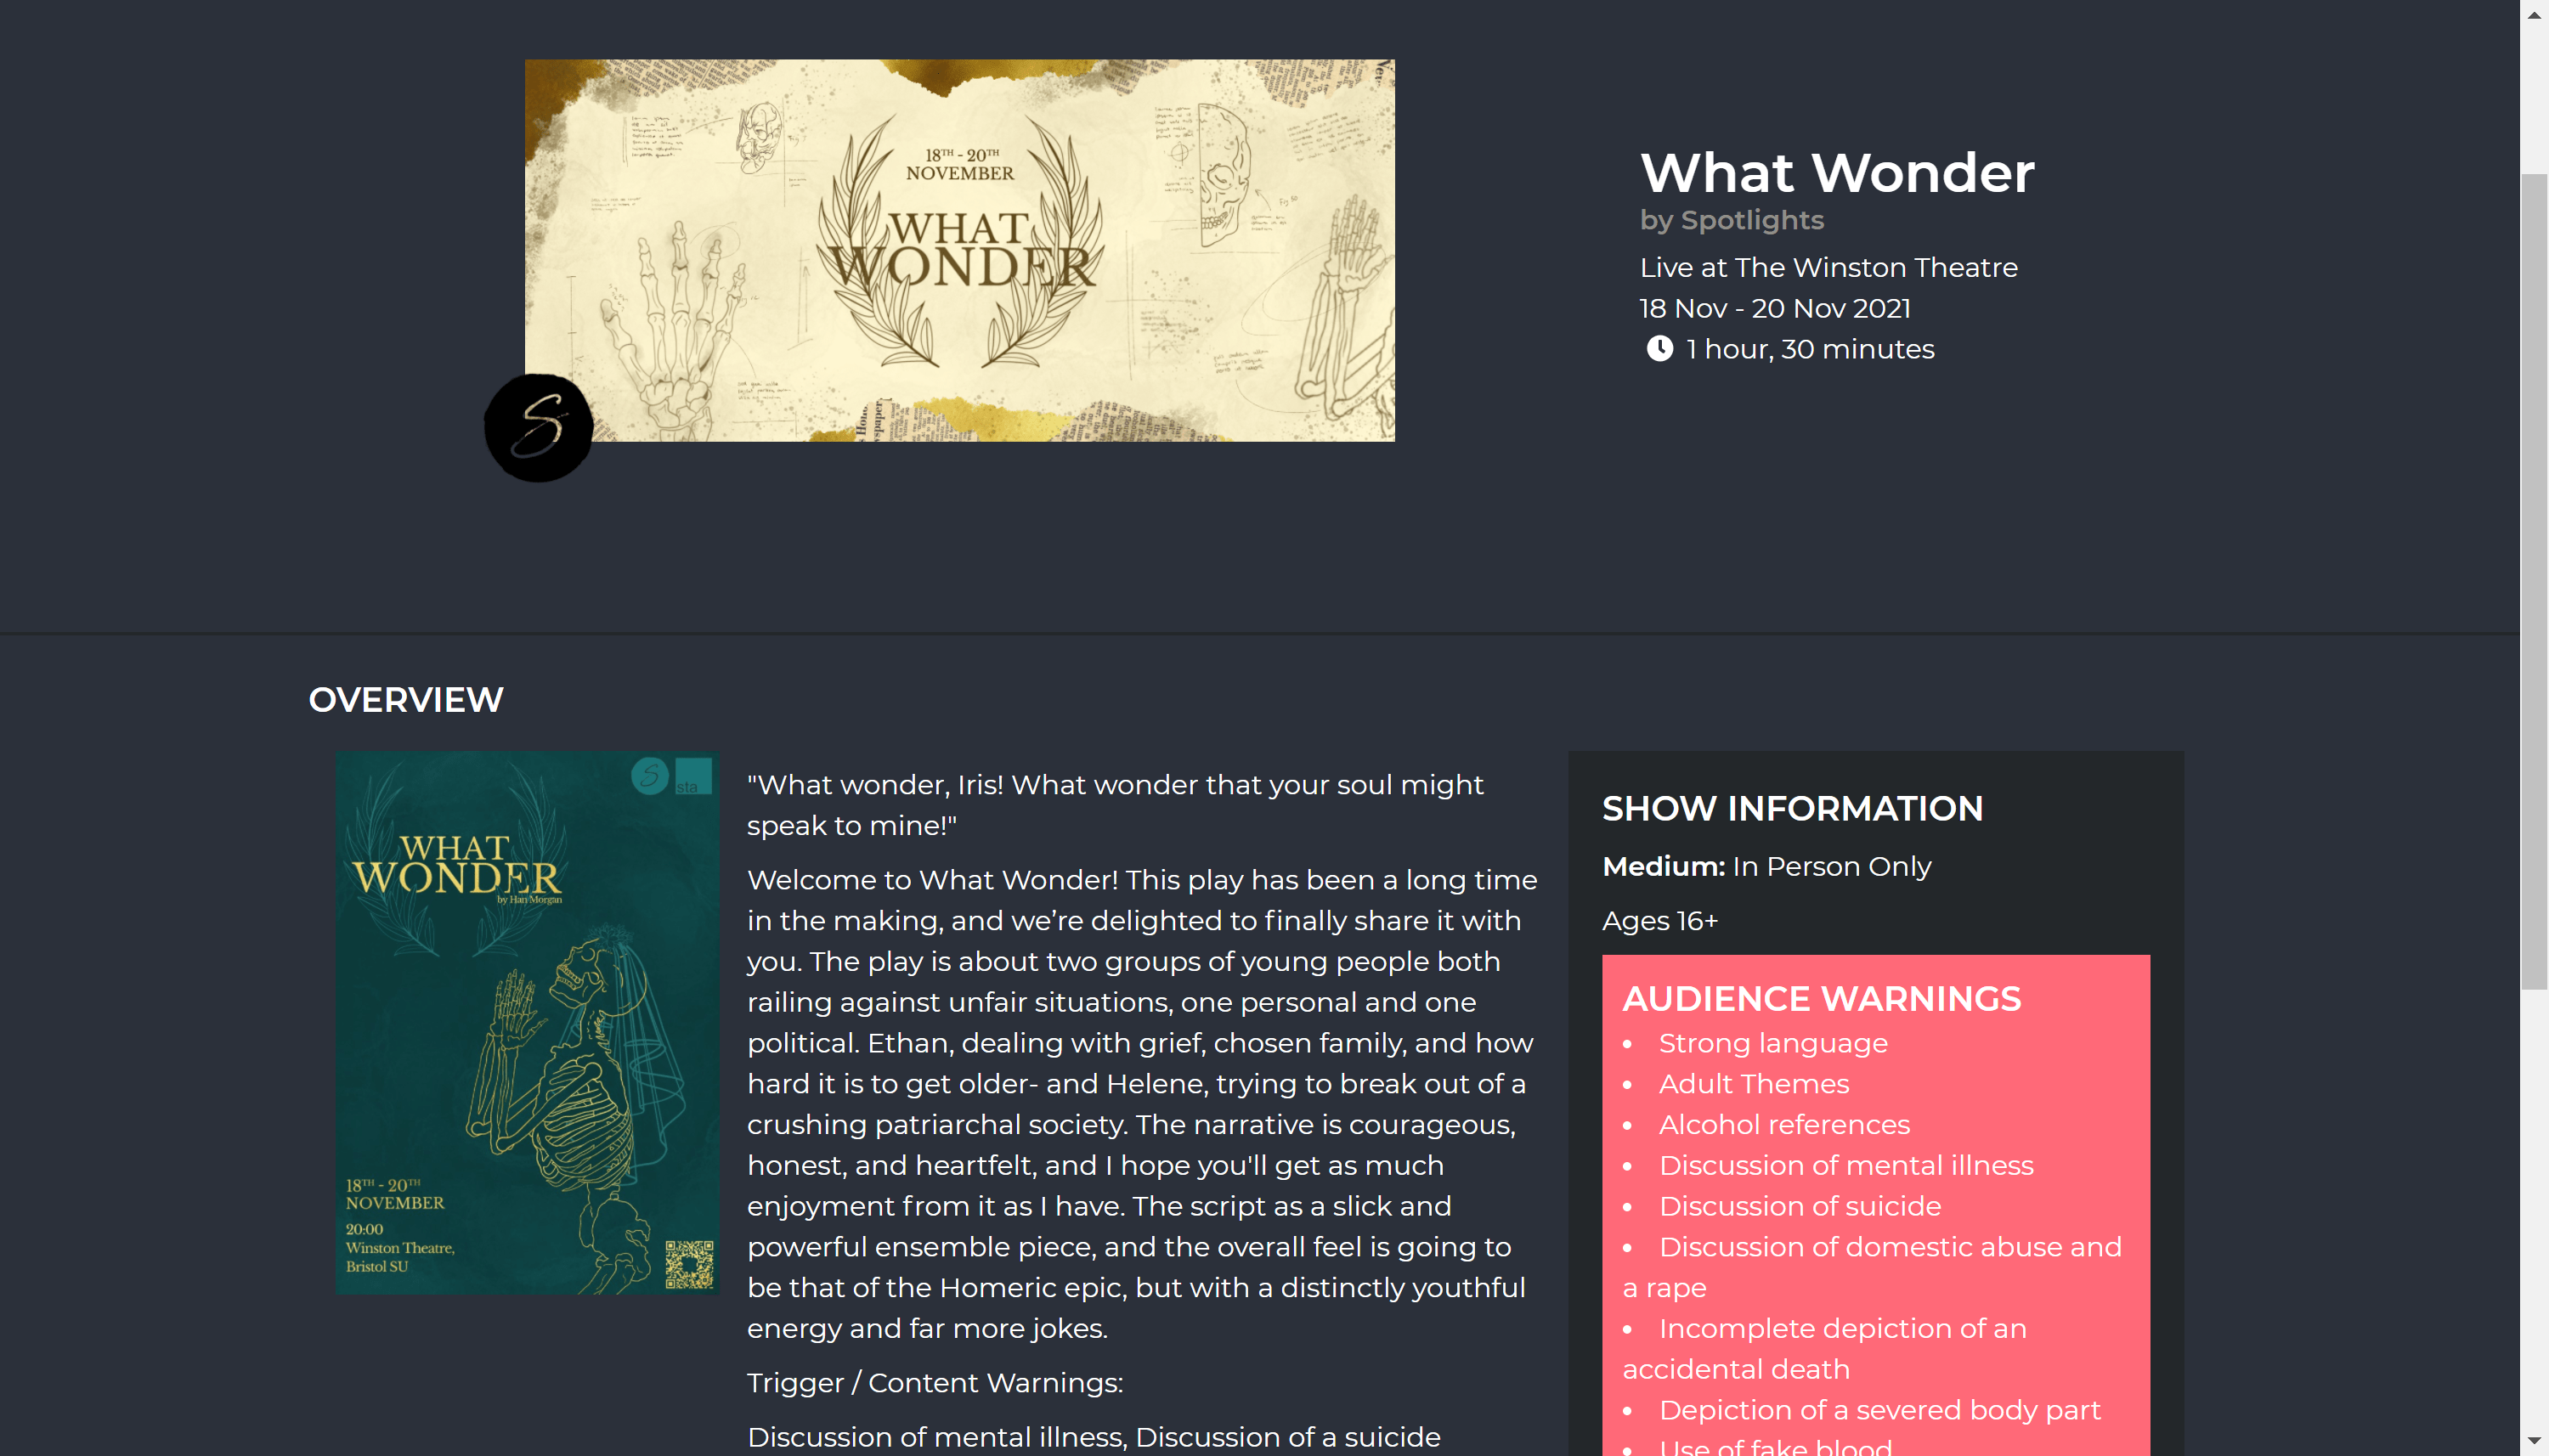 18TH - 20TH
NOVEMBER
WHAT
WONDER
S
What Wonder
by Spotlights
Live at The Winston Theatre
18 Nov - 20 Nov 2021
1 hour, 30 minutes
OVERVIEW
S sta
WHAT
WONDER
by Han Morgan
18TH - 20TH
NOVEMBER
20:00
Winston Theatre,
Bristol SU
"What wonder, Iris! What wonder that your soul might
speak to mine!"
Welcome to What Wonder! This play has been a long time
in the making, and we’re delighted to finally share it with
you. The play is about two groups of young people both
railing against unfair situations, one personal and one
political. Ethan, dealing with grief, chosen family, and how
hard it is to get older- and Helene, trying to break out of a
crushing patriarchal society. The narrative is courageous,
honest, and heartfelt, and I hope you'll get as much
enjoyment from it as I have. The script as a slick and
powerful ensemble piece, and the overall feel is going to
be that of the Homeric epic, but with a distinctly youthful
energy and far more jokes.
Trigger / Content Warnings:
Discussion of mental illness, Discussion of a suicide
SHOW INFORMATION
Medium: In Person Only
Ages 16+
AUDIENCE WARNINGS
• Strong language
• Adult Themes
• Alcohol references
• Discussion of mental illness
• Discussion of suicide
• Discussion of domestic abuse and
a rape
• Incomplete depiction of an
accidental death
• Depiction of a severed body part
• Use of fake blood